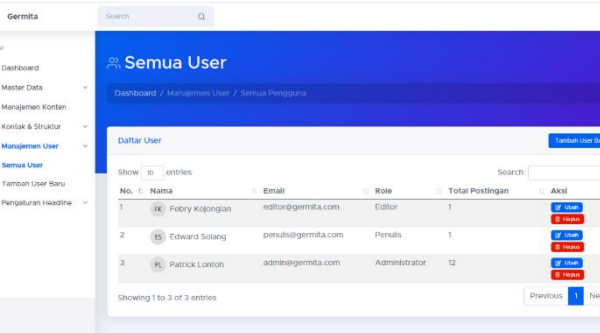 Germita
Search
Dashboard
Master Data
Manajemen Konten
Kontak & Struktur
Manajemen User
Semua User
Tambah User Baru
Pengaturan Headline
Semua User
Dashboard / Manajemen User / Semua Pengguna
Daftar User
Tambah User Ba
Show 10 entries
Search:
No. Nama Email Role Total Postingan Aksi
1 FK Febry Kojongian editor@germita.com Editor 1 Ubah
Hapus
2 ES Edward Solang penulis@germita.com Penulis 1 Ubah
Hapus
3 PL Patrick Lontoh admin@germita.com Administrator 12 Ubah
Hapus
Showing 1 to 3 of 3 entries
Previous 1 Ne